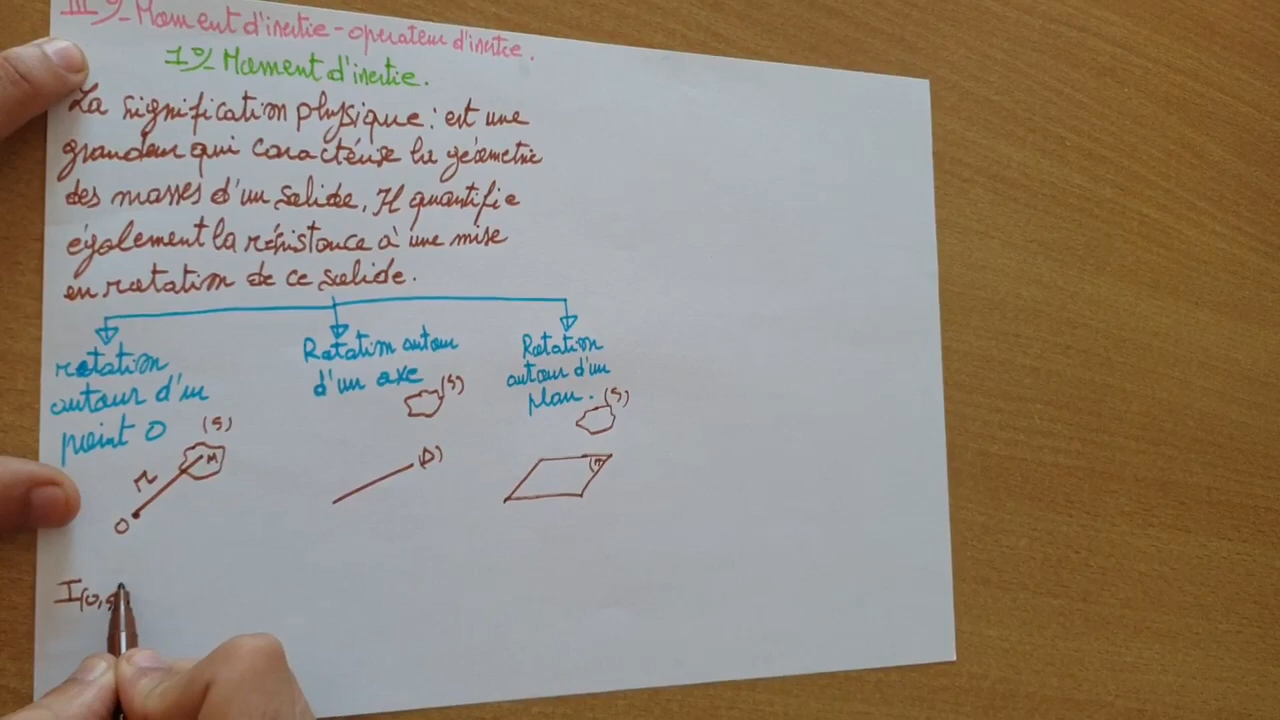 III 9/- Moment d'inertie - operateur d'inertie.
1°/- Moment d'inertie.
La signification physique : est une
grandeur qui caractérise la géometrie
des masses d'un solide. Il quantifie
également la résistance à une mise
en rotation de ce solide.
rotation
autour d'un
point O
Rotation autour
d'un axe
Rotation
autour d'un
plan.
(S)
M
r
O
(S)
(Δ)
(S)
(π)
I(O,S)